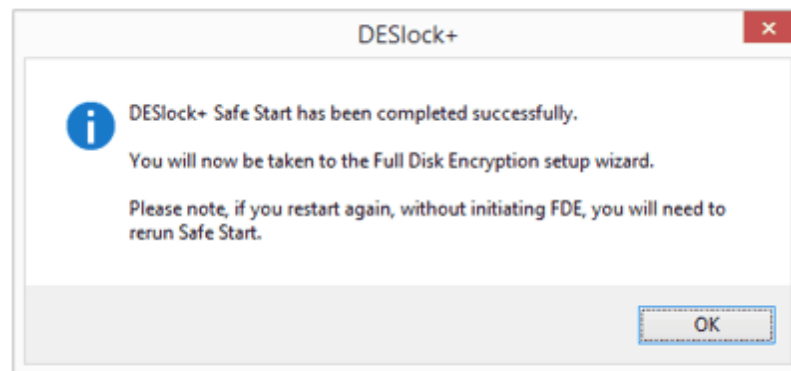 DESlock+
DESlock+ Safe Start has been completed successfully.
You will now be taken to the Full Disk Encryption setup wizard.
Please note, if you restart again, without initiating FDE, you will need to
rerun Safe Start.
OK